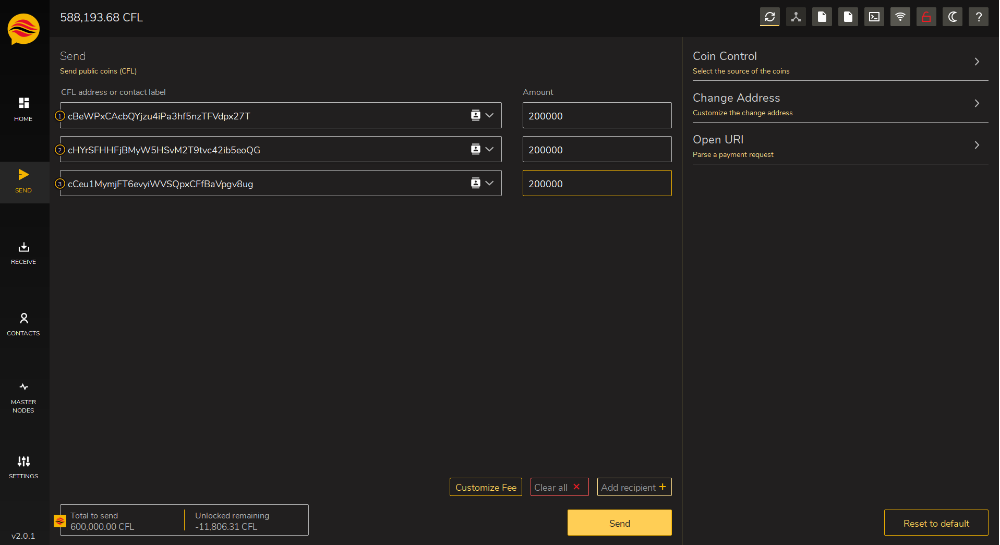 588,193.68 CFL
?
Send
Send public coins (CFL)
CFL address or contact label
Amount
1 cBeWPxCAcbQYjzu4iPa3hf5nzTFVdpx27T
200000
2 cHYrSFHHFjBMyW5HSvM2T9tvc42ib5eoQG
200000
3 cCeu1MymjFT6evyiWVSQpxCFfBaVpgv8ug
200000
Coin Control
Select the source of the coins
Change Address
Customize the change address
Open URI
Parse a payment request
HOME
SEND
RECEIVE
CONTACTS
MASTER
NODES
SETTINGS
v2.0.1
Customize Fee
Clear all
Add recipient
Total to send
600,000.00 CFL
Unlocked remaining
-11,806.31 CFL
Send
Reset to default